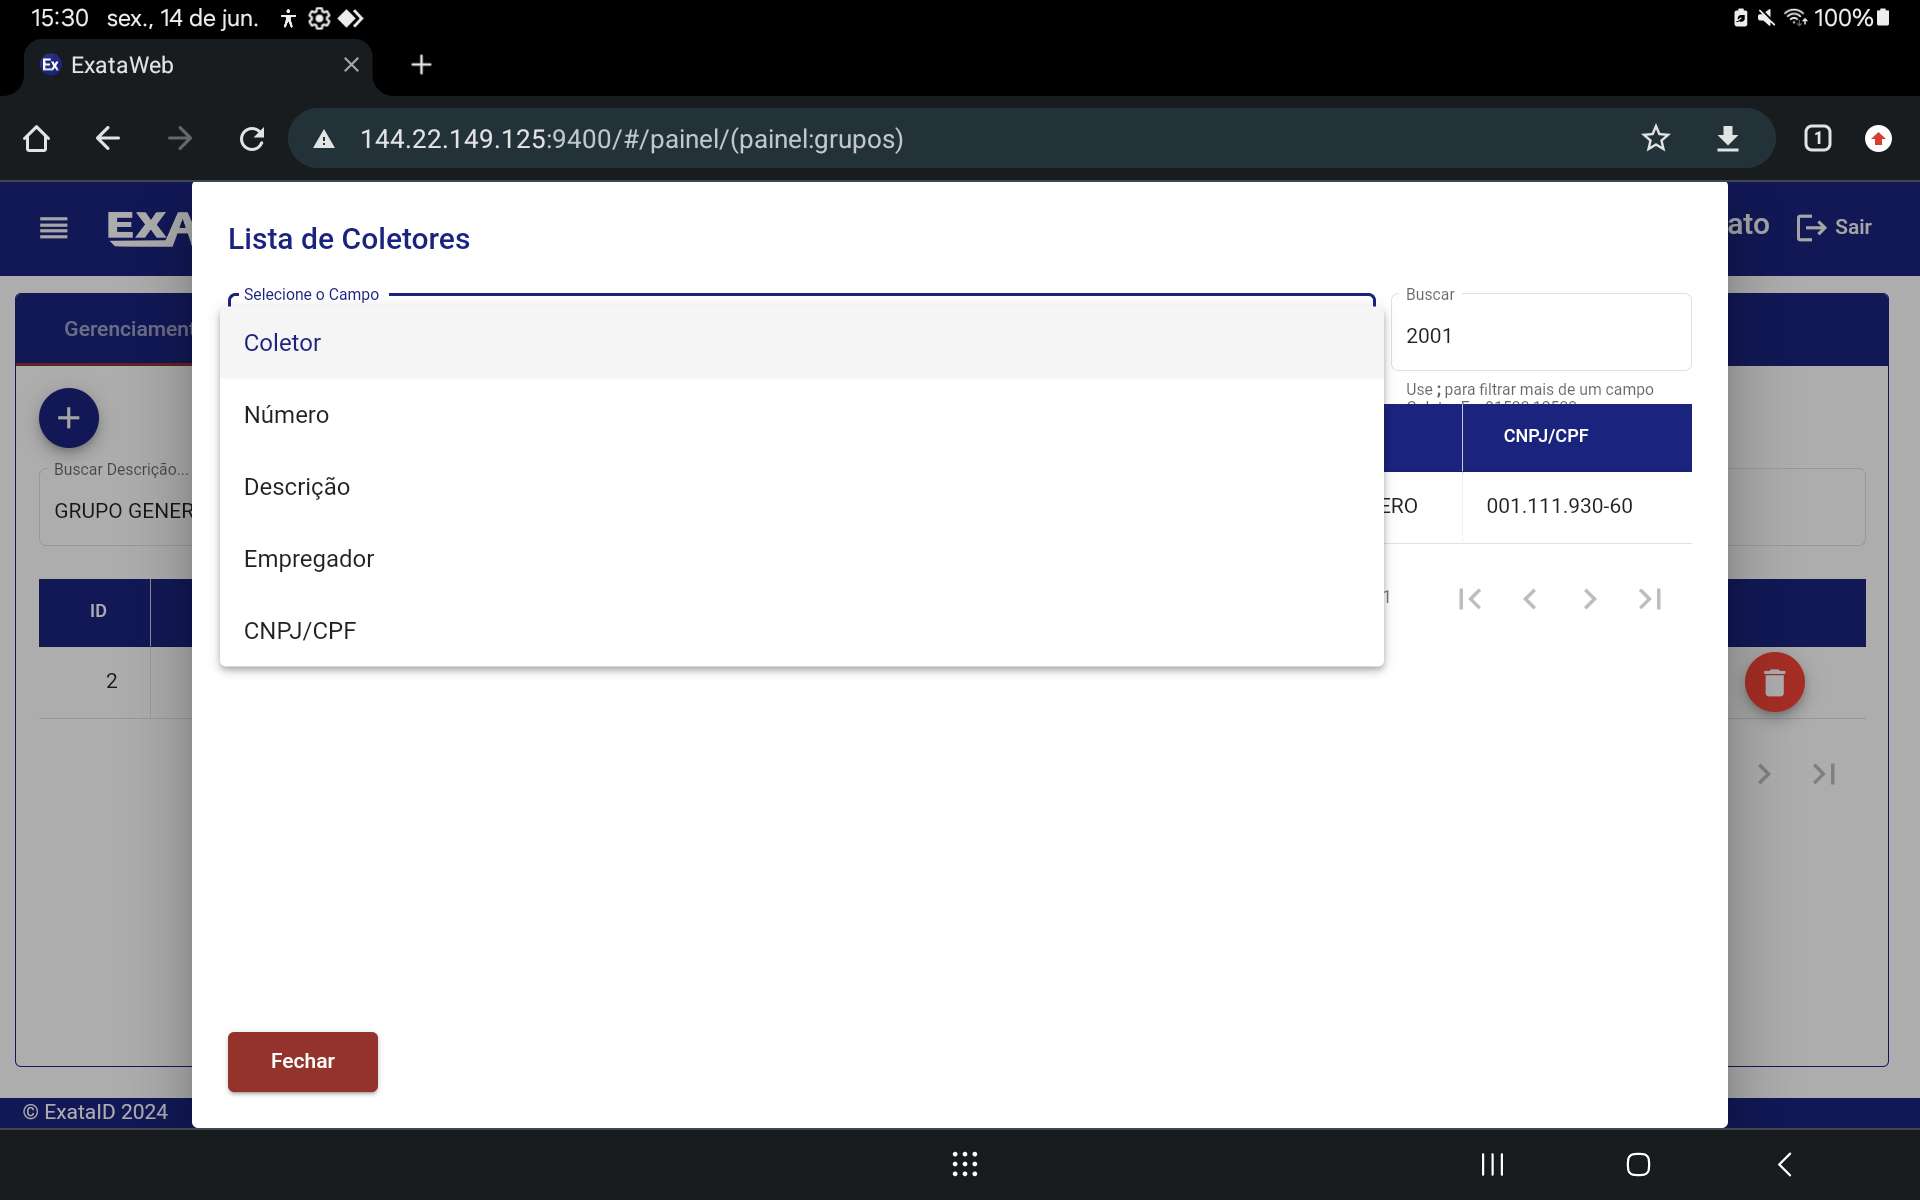 15:30 sex., 14 de jun. 100%
Ex ExataWeb
144.22.149.125:9400/#/painel/(painel:grupos) 1
EXA ato Sair
Lista de Coletores
Selecione o Campo Buscar
Gerenciament 2001
Coletor
Use ; para filtrar mais de um campo
Número
CNPJ/CPF
Buscar Descrição...
Descrição
GRUPO GENER ERO 001.111.930-60
Empregador
ID 1
CNPJ/CPF
2
Fechar
© ExataID 2024